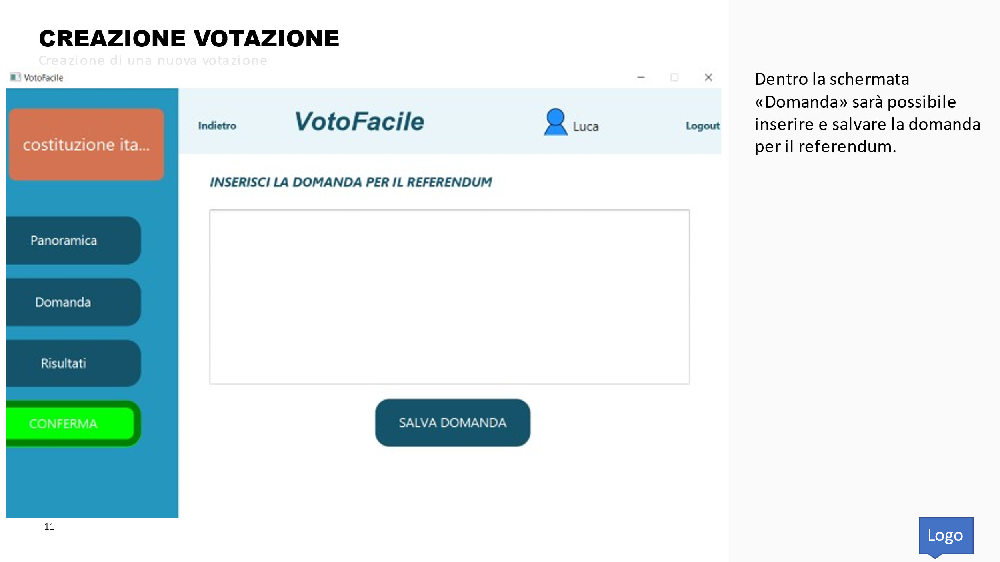 CREAZIONE VOTAZIONE
Creazione di una nuova votazione
VotoFacile
costituzione ita...
Indietro
VotoFacile
Luca
Logout
INSERISCI LA DOMANDA PER IL REFERENDUM
Panoramica
Domanda
Risultati
CONFERMA
SALVA DOMANDA
Dentro la schermata
«Domanda» sarà possibile
inserire e salvare la domanda
per il referendum.
11
Logo